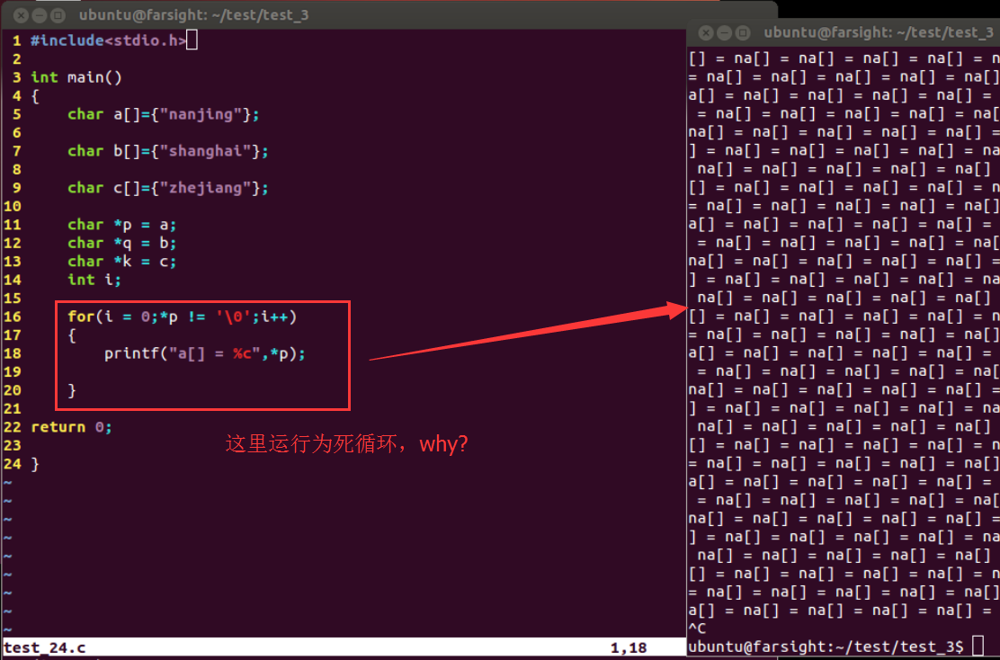 ubuntu@farsight: ~/test/test_3
1 #include<stdio.h>
2
3 int main()
4 {
5     char a[]={"nanjing"};
6
7     char b[]={"shanghai"};
8
9     char c[]={"zhejiang"};
10
11     char *p = a;
12     char *q = b;
13     char *k = c;
14     int i;
15
16     for(i = 0;*p != '\0';i++)
17     {
18         printf("a[] = %c",*p);
19
20     }
21
22 return 0;
23
24 }
~
~
~
~
~
~
~
~
~
test_24.c 1,18
这里运行为死循环，why?
ubuntu@farsight: ~/test/test_3
[] = na[] = na[] = na[] = na[] = n
= na[] = na[] = na[] = na[] = na[]
a[] = na[] = na[] = na[] = na[] =
 = na[] = na[] = na[] = na[] = na[
na[] = na[] = na[] = na[] = na[] =
] = na[] = na[] = na[] = na[] = na
 na[] = na[] = na[] = na[] = na[]
[] = na[] = na[] = na[] = na[] = n
= na[] = na[] = na[] = na[] = na[]
a[] = na[] = na[] = na[] = na[] =
 = na[] = na[] = na[] = na[] = na[
na[] = na[] = na[] = na[] = na[] =
] = na[] = na[] = na[] = na[] = na
 na[] = na[] = na[] = na[] = na[]
[] = na[] = na[] = na[] = na[] = n
= na[] = na[] = na[] = na[] = na[]
a[] = na[] = na[] = na[] = na[] =
 = na[] = na[] = na[] = na[] = na[
na[] = na[] = na[] = na[] = na[] =
] = na[] = na[] = na[] = na[] = na
 na[] = na[] = na[] = na[] = na[]
[] = na[] = na[] = na[] = na[] = n
= na[] = na[] = na[] = na[] = na[]
a[] = na[] = na[] = na[] = na[] =
 = na[] = na[] = na[] = na[] = na[
na[] = na[] = na[] = na[] = na[] =
] = na[] = na[] = na[] = na[] = na
 na[] = na[] = na[] = na[] = na[]
[] = na[] = na[] = na[] = na[] = n
= na[] = na[] = na[] = na[] = na[]
a[] = na[] = na[] = na[] = na[] =
^C
ubuntu@farsight:~/test/test_3$